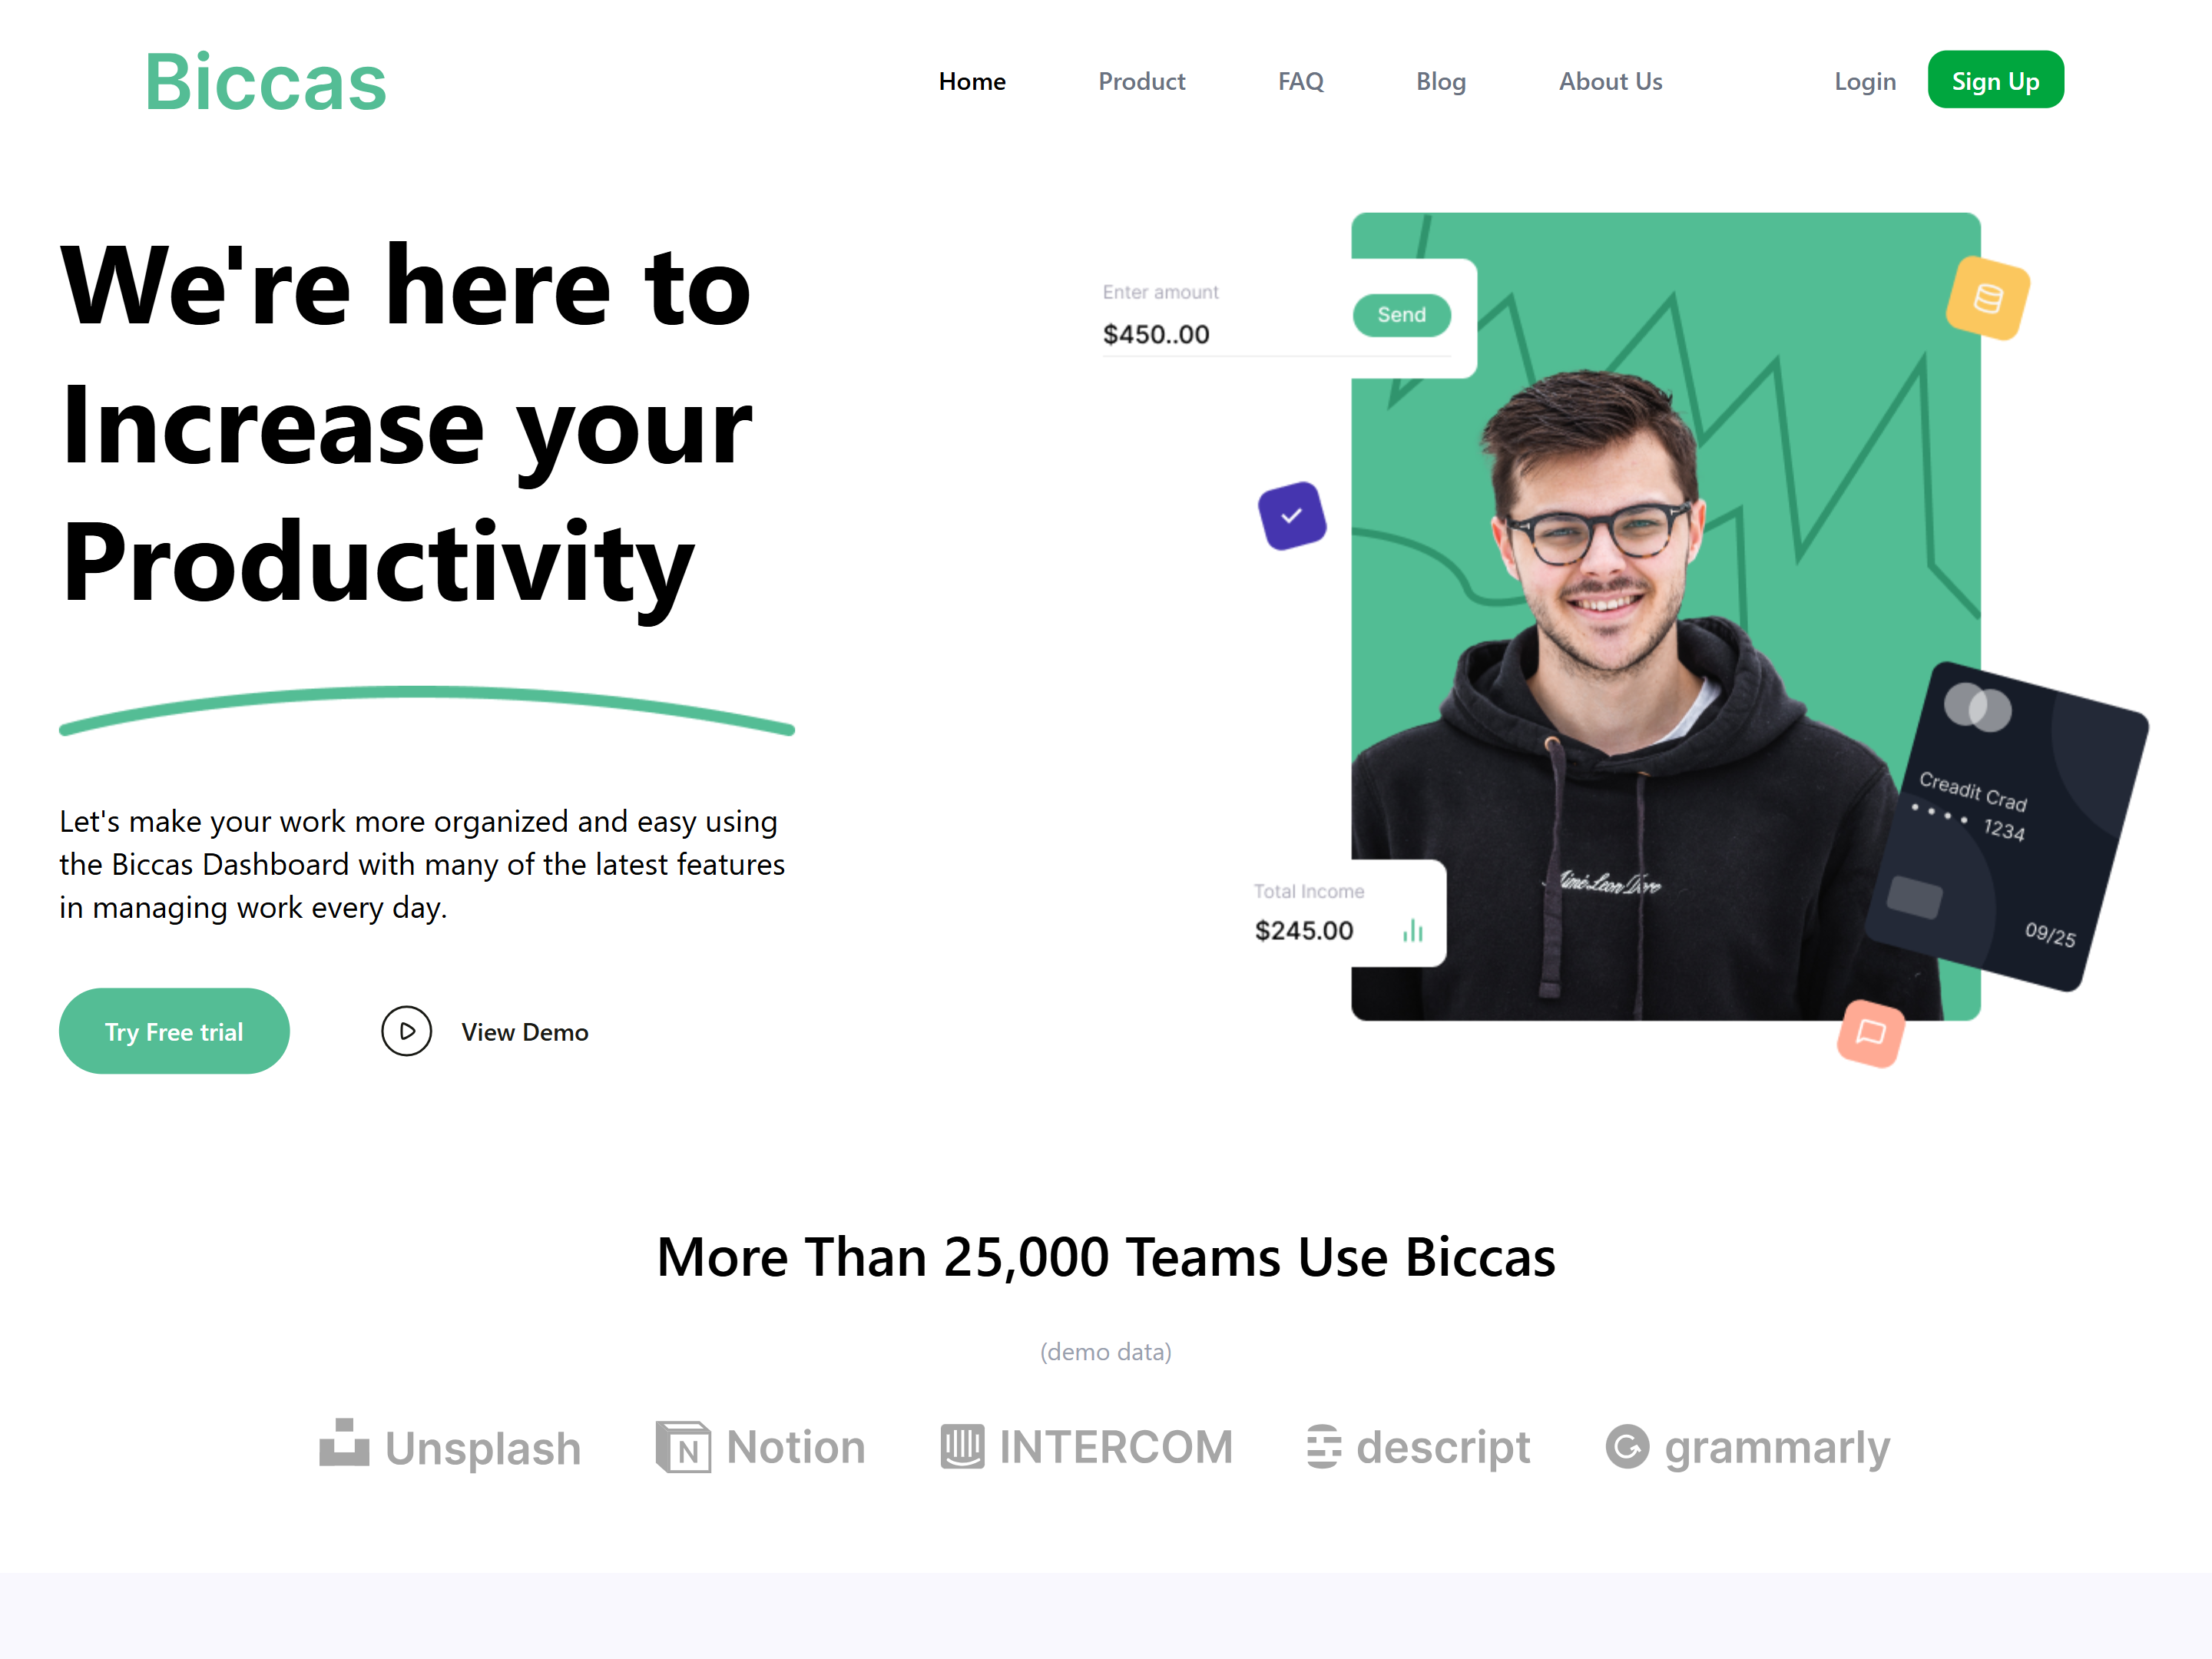 Biccas
Home Product FAQ Blog About Us Login Sign Up
We're here to
Increase your
Productivity
Let's make your work more organized and easy using
the Biccas Dashboard with many of the latest features
in managing work every day.
Try Free trial
View Demo
Enter amount
$450..00
Send
Creadit Crad
1234
09/25
Total Income
$245.00
Aimé Leon Dore
More Than 25,000 Teams Use Biccas
(demo data)
Unsplash
N Notion
INTERCOM
descript
grammarly